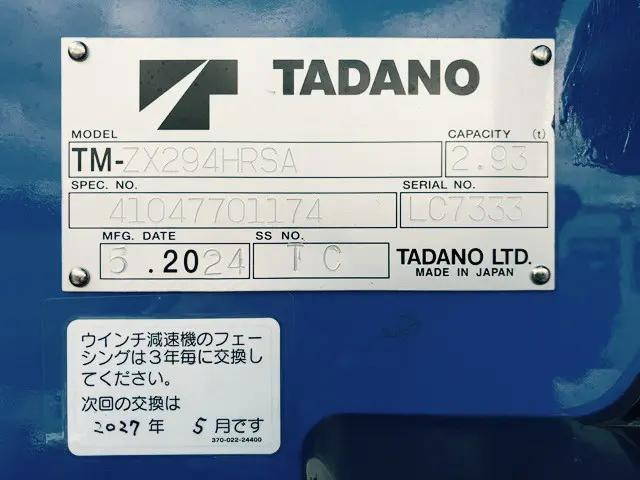 TADANO
MODEL
CAPACITY (t)
TM-ZX294HRSA
2.93
SPEC. NO.
SERIAL NO.
41047701174
LC7333
MFG. DATE
SS NO.
5.2024
TC
TADANO LTD.
MADE IN JAPAN
ウインチ減速機のフェー
シングは3年毎に交換し
てください。
次回の交換は
2027年 5月です
370-022-24400